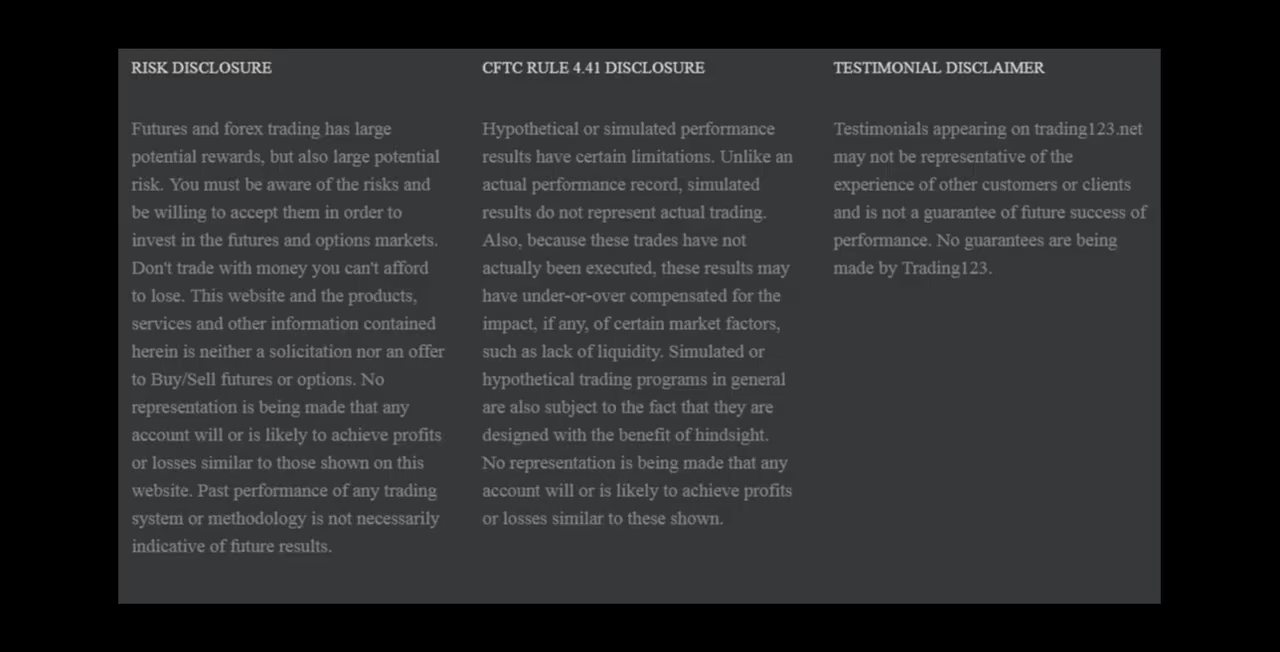 RISK DISCLOSURE
Futures and forex trading has large
potential rewards, but also large potential
risk. You must be aware of the risks and
be willing to accept them in order to
invest in the futures and options markets.
Don't trade with money you can't afford
to lose. This website and the products,
services and other information contained
herein is neither a solicitation nor an offer
to Buy/Sell futures or options. No
representation is being made that any
account will or is likely to achieve profits
or losses similar to those shown on this
website. Past performance of any trading
system or methodology is not necessarily
indicative of future results.
CFTC RULE 4.41 DISCLOSURE
Hypothetical or simulated performance
results have certain limitations. Unlike an
actual performance record, simulated
results do not represent actual trading.
Also, because these trades have not
actually been executed, these results may
have under-or-over compensated for the
impact, if any, of certain market factors,
such as lack of liquidity. Simulated or
hypothetical trading programs in general
are also subject to the fact that they are
designed with the benefit of hindsight.
No representation is being made that any
account will or is likely to achieve profits
or losses similar to these shown.
TESTIMONIAL DISCLAIMER
Testimonials appearing on trading123.net
may not be representative of the
experience of other customers or clients
and is not a guarantee of future success of
performance. No guarantees are being
made by Trading123.